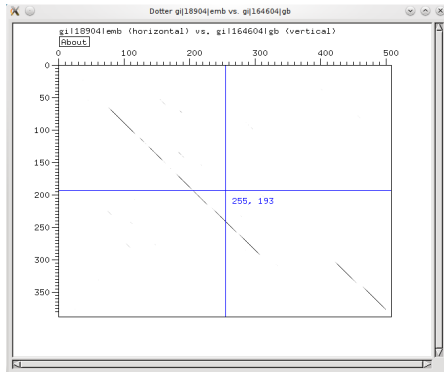 Dotter gi|18904|emb vs. gi|164604|gb
gi|18904|emb (horizontal) vs. gi|164604|gb (vertical)
About
0 100 200 300 400 500
0
50
100
150
200
255, 193
250
300
350